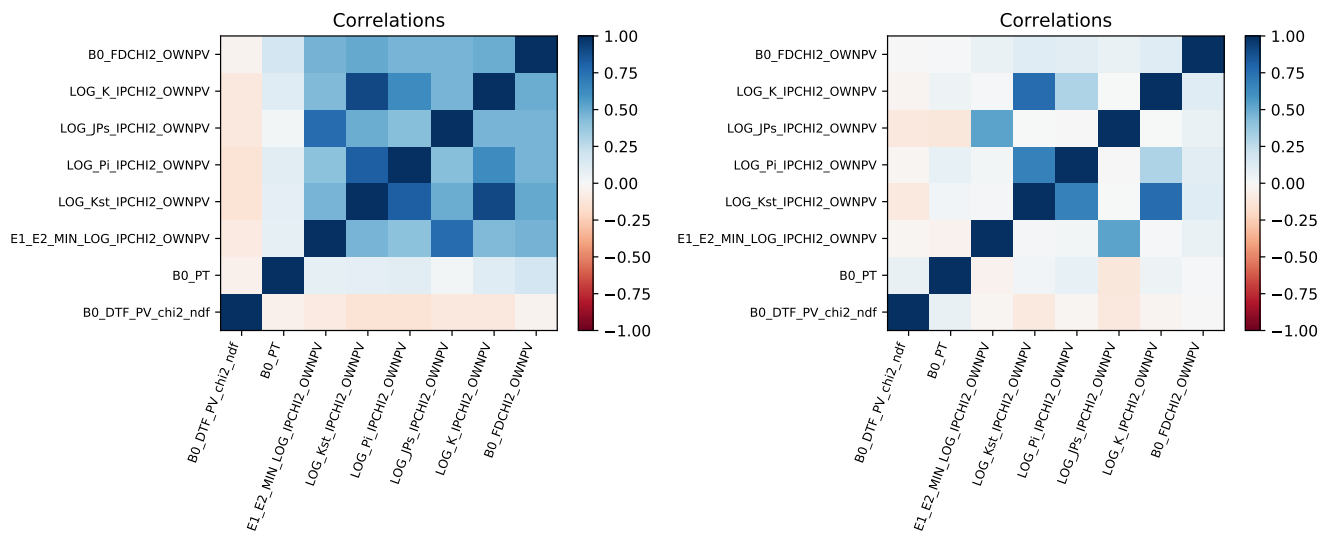 Correlations
B0_FDCHI2_OWNPV
LOG_K_IPCHI2_OWNPV
LOG_JPs_IPCHI2_OWNPV
LOG_Pi_IPCHI2_OWNPV
LOG_Kst_IPCHI2_OWNPV
E1_E2_MIN_LOG_IPCHI2_OWNPV
B0_PT
B0_DTF_PV_chi2_ndf
B0_DTF_PV_chi2_ndf
B0_PT
E1_E2_MIN_LOG_IPCHI2_OWNPV
LOG_Kst_IPCHI2_OWNPV
LOG_Pi_IPCHI2_OWNPV
LOG_JPs_IPCHI2_OWNPV
LOG_K_IPCHI2_OWNPV
B0_FDCHI2_OWNPV
1.00
0.75
0.50
0.25
0.00
−0.25
−0.50
−0.75
−1.00
Correlations
B0_FDCHI2_OWNPV
LOG_K_IPCHI2_OWNPV
LOG_JPs_IPCHI2_OWNPV
LOG_Pi_IPCHI2_OWNPV
LOG_Kst_IPCHI2_OWNPV
E1_E2_MIN_LOG_IPCHI2_OWNPV
B0_PT
B0_DTF_PV_chi2_ndf
B0_DTF_PV_chi2_ndf
B0_PT
E1_E2_MIN_LOG_IPCHI2_OWNPV
LOG_Kst_IPCHI2_OWNPV
LOG_Pi_IPCHI2_OWNPV
LOG_JPs_IPCHI2_OWNPV
LOG_K_IPCHI2_OWNPV
B0_FDCHI2_OWNPV
1.00
0.75
0.50
0.25
0.00
−0.25
−0.50
−0.75
−1.00